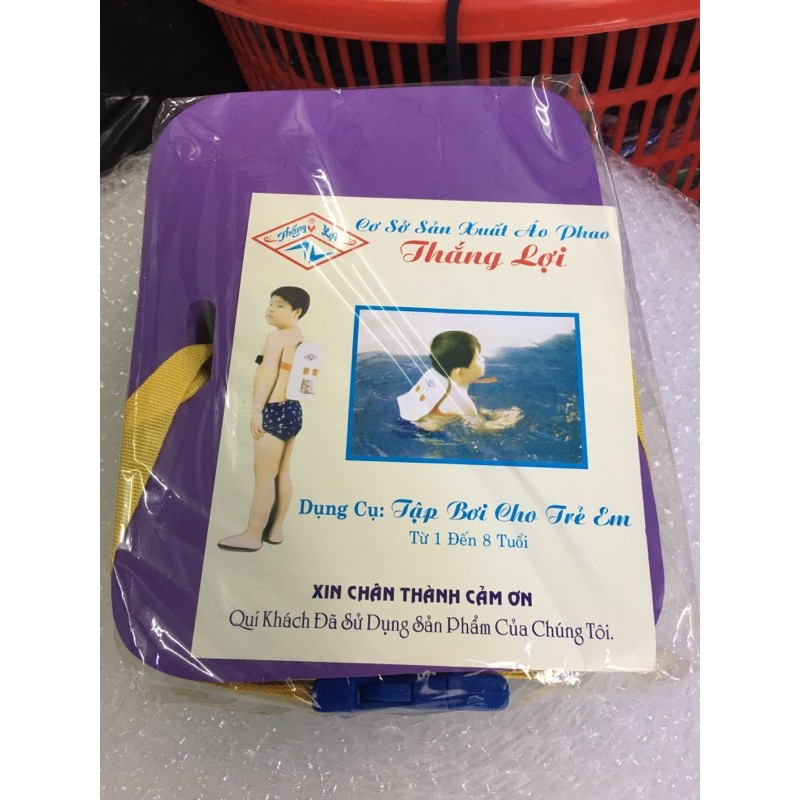 Thắng Lợi
Cơ Sở Sản Xuất Áo Phao
Thắng Lợi
Dụng Cụ: Tập Bơi Cho Trẻ Em
Từ 1 Đến 8 Tuổi
XIN CHÂN THÀNH CẢM ƠN
Quí Khách Đã Sử Dụng Sản Phẩm Của Chúng Tôi.